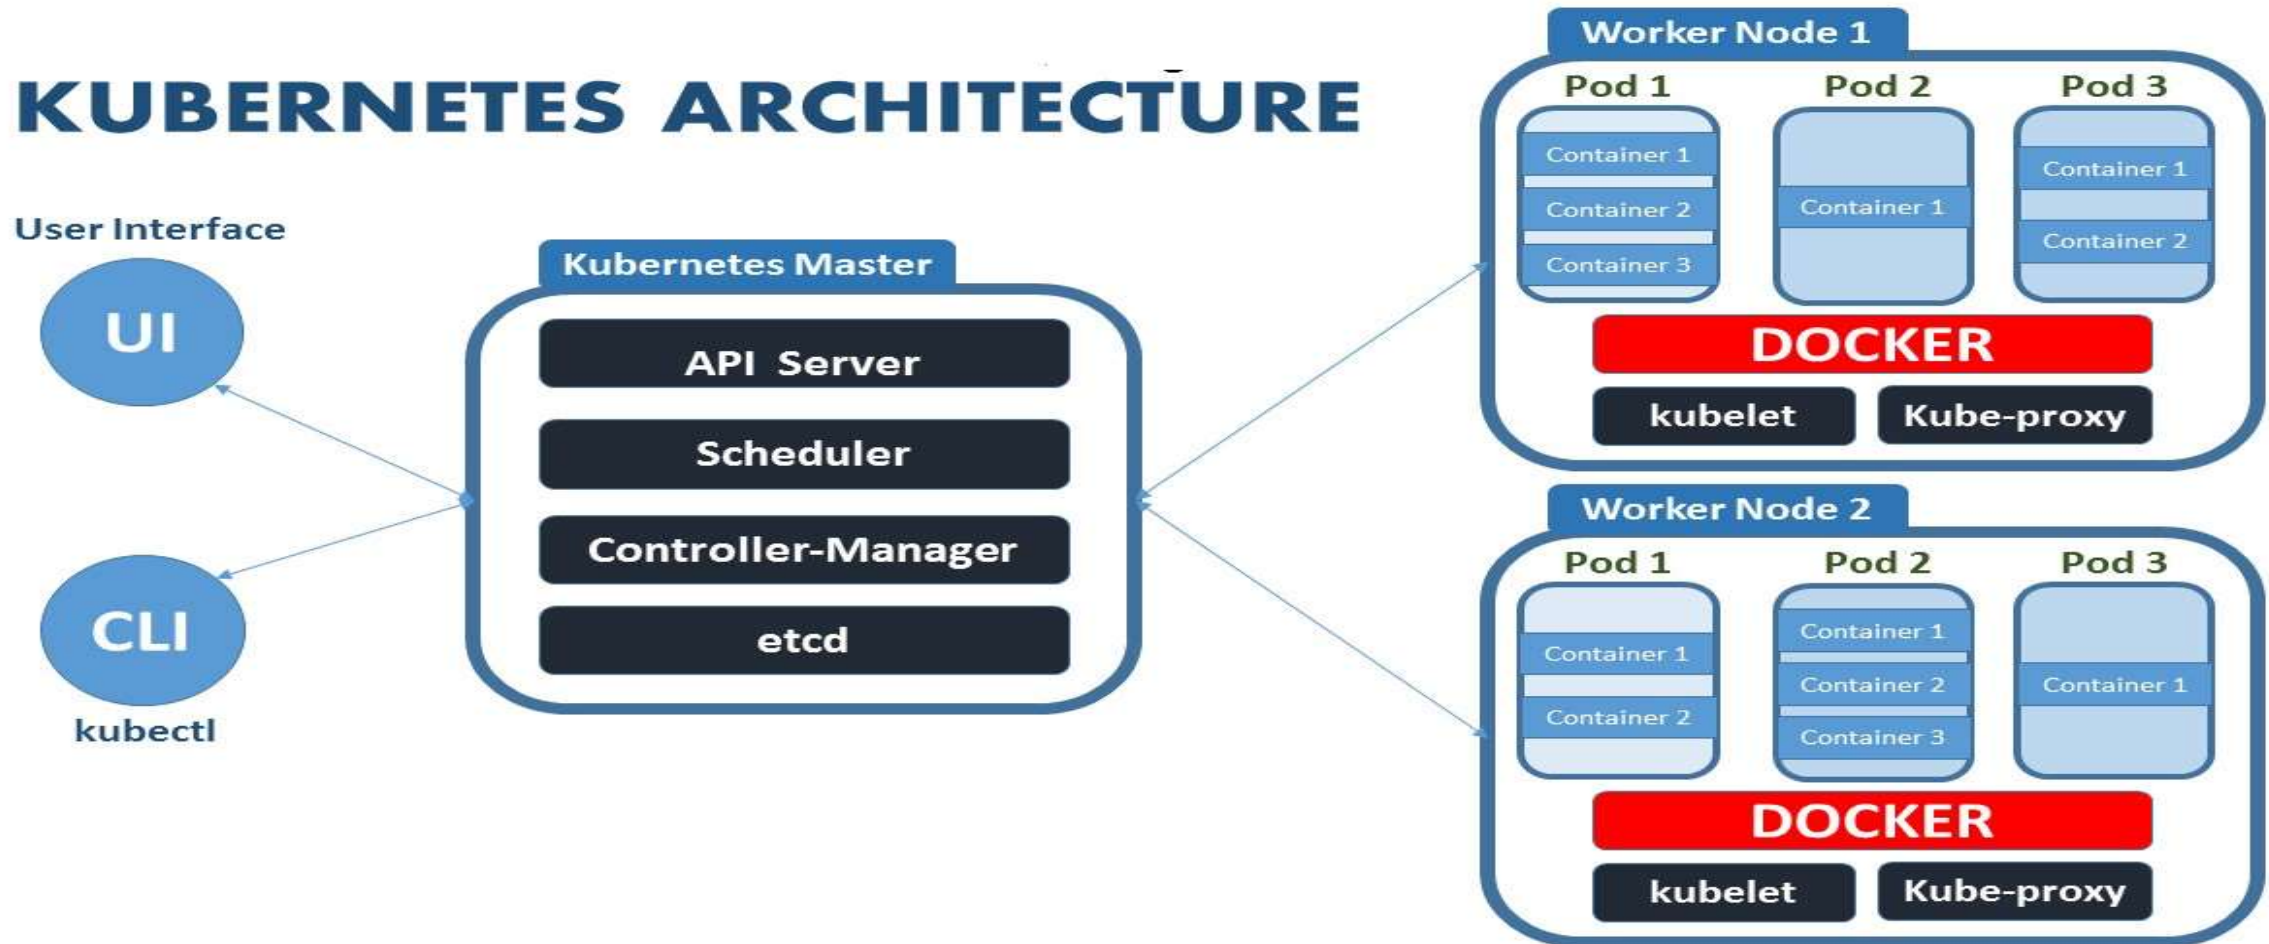 KUBERNETES ARCHITECTURE
User Interface
UI
CLI
kubectl
Kubernetes Master
API Server
Scheduler
Controller-Manager
etcd
Worker Node 1
Pod 1
Container 1
Container 2
Container 3
Pod 2
Container 1
Pod 3
Container 1
Container 2
DOCKER
kubelet
Kube-proxy
Worker Node 2
Pod 1
Container 1
Container 2
Pod 2
Container 1
Container 2
Container 3
Pod 3
Container 1
DOCKER
kubelet
Kube-proxy